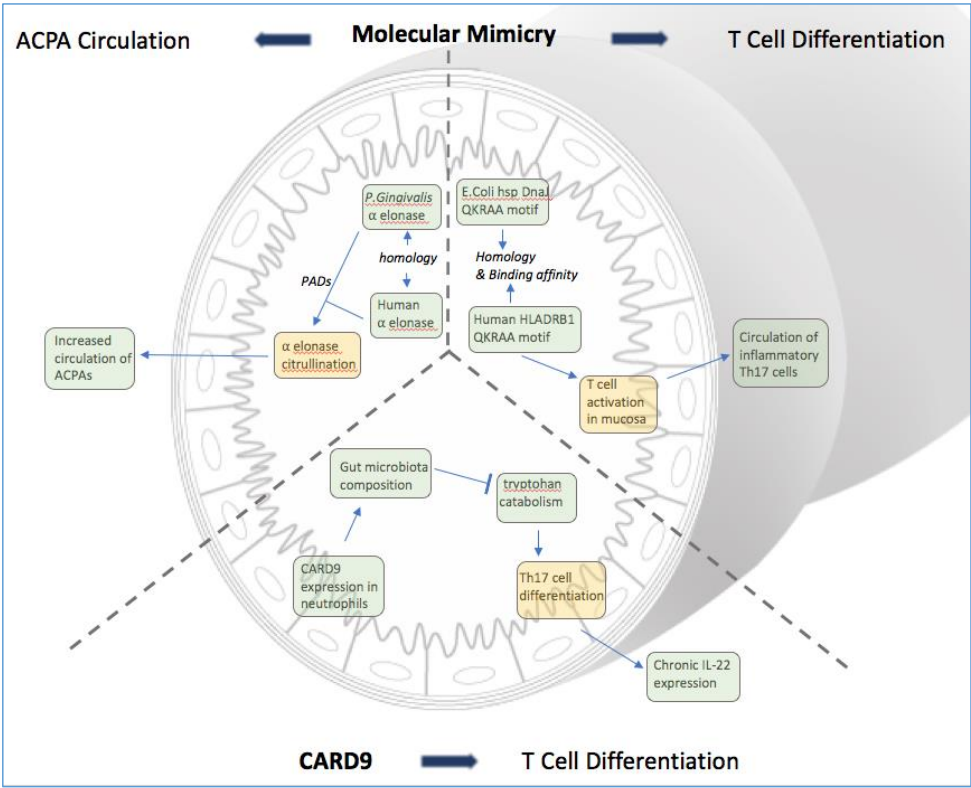 ACPA Circulation
Molecular Mimicry
T Cell Differentiation
P.Gingivalis
α elonase
homology
PADs
Human
α elonase
α elonase
citrullination
Increased
circulation of
ACPAs
E.Coli hsp DnaJ
QKRAA motif
Homology
& Binding affinity
Human HLADRB1
QKRAA motif
T cell
activation
in mucosa
Circulation of
inflammatory
Th17 cells
Gut microbiota
composition
tryptohan
catabolism
CARD9
expression in
neutrophils
Th17 cell
differentiation
Chronic IL-22
expression
CARD9
T Cell Differentiation